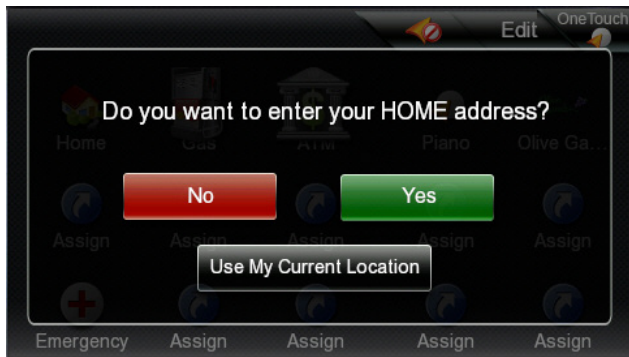 OneTouch
Edit
Do you want to enter your HOME address?
Home Gas ATM Piano Olive Ga...
No Yes
Assign Assign Assign Assign Assign
Use My Current Location
Emergency Assign Assign Assign Assign